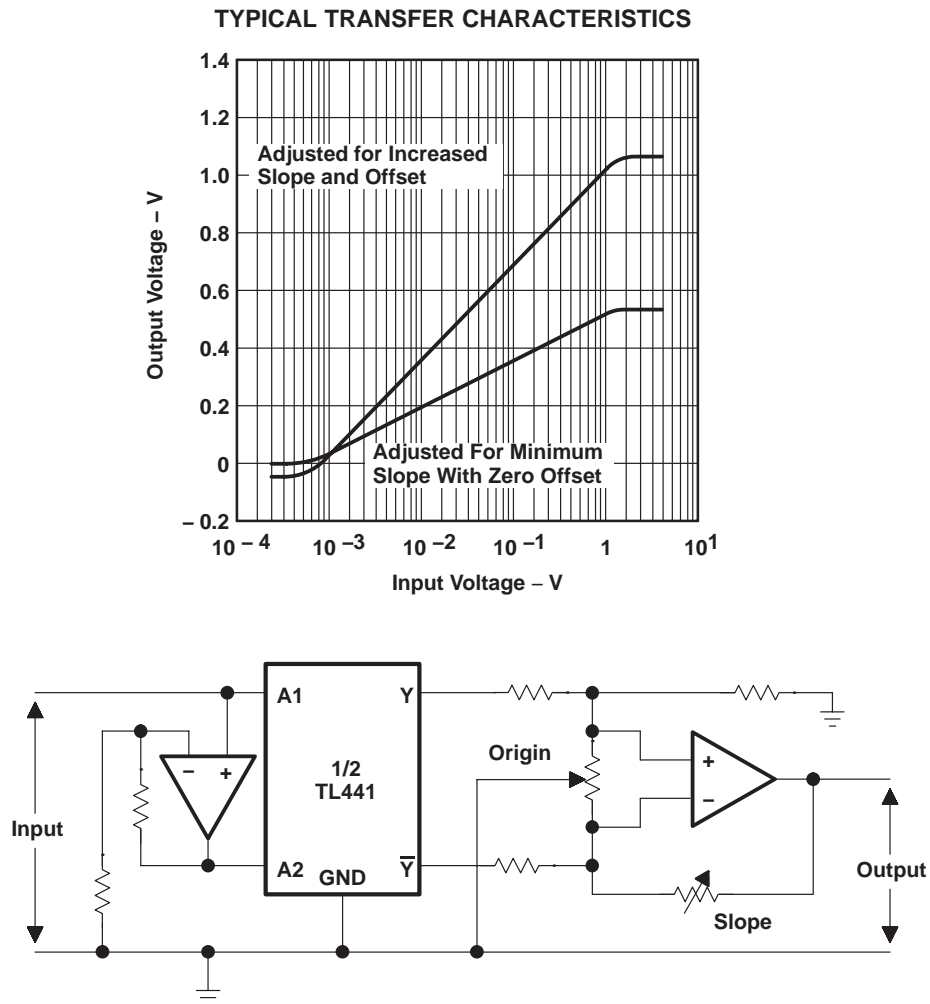 TYPICAL TRANSFER CHARACTERISTICS
1.4
1.2
Adjusted for Increased
Slope and Offset
1.0
0.8
0.6
0.4
0.2
Adjusted For Minimum
Slope With Zero Offset
0
– 0.2
10 – 4 10 –3 10 –2 10 –1 1 10 1
Output Voltage – V
Input Voltage – V
A1 Y
Origin
– +
1/2
TL441
+
–
Input
A2 GND Y̅
Output
Slope